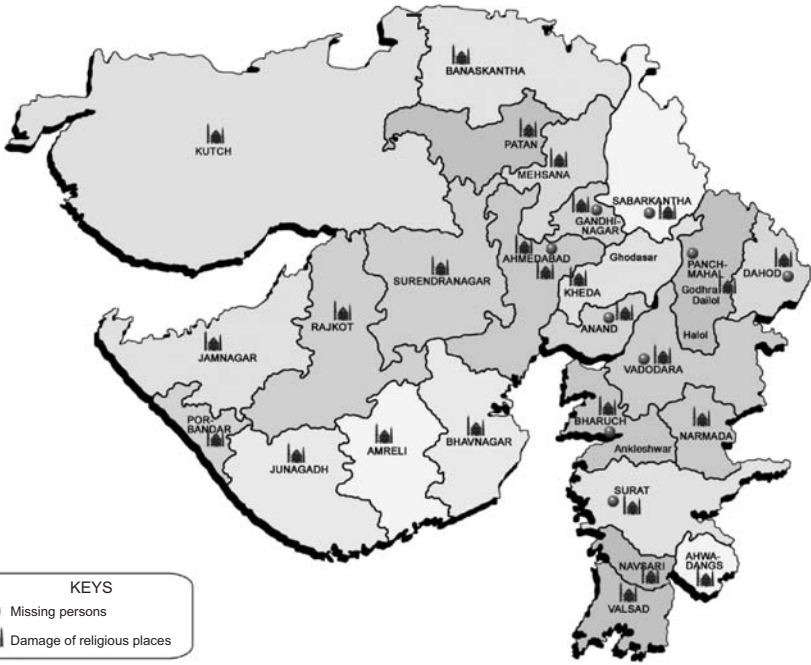 BANASKANTHA
PATAN
KUTCH
MEHSANA
SABARKANTHA
GANDHI-
NAGAR
AHMEDABAD
Ghodasar
PANCH-
MAHAL
DAHOD
SURENDRANAGAR
KHEDA
Godhra
Dailol
RAJKOT
ANAND
Halol
JAMNAGAR
VADODARA
POR-
BANDAR
BHARUCH
NARMADA
BHAVNAGAR
AMRELI
JUNAGADH
Ankleshwar
SURAT
AHWA-
DANGS
NAVSARI
VALSAD
KEYS
Missing persons
Damage of religious places